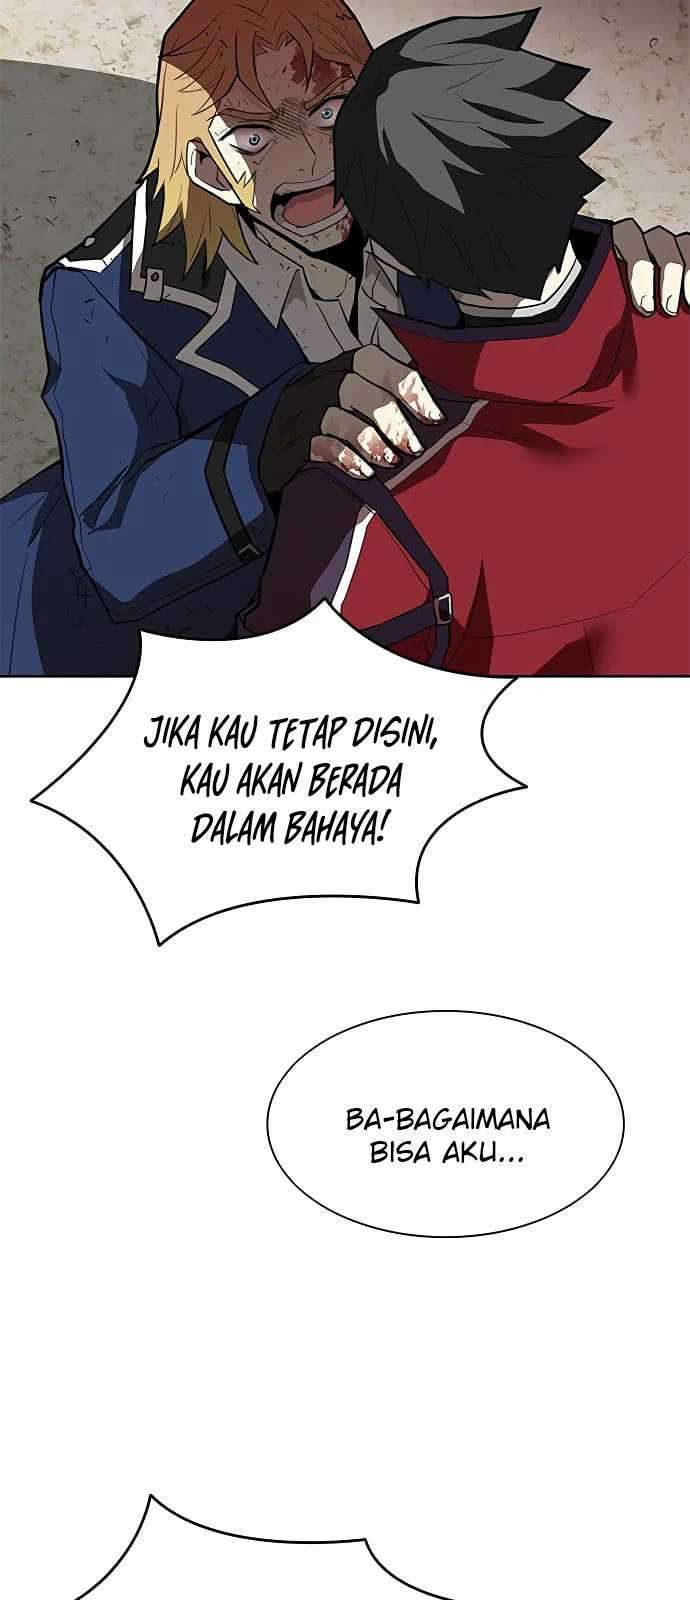 JIKA KAU TETAP DISINI,
KAU AKAN BERADA
DALAM BAHAYA!
BA-BAGAIMANA
BISA AKU...